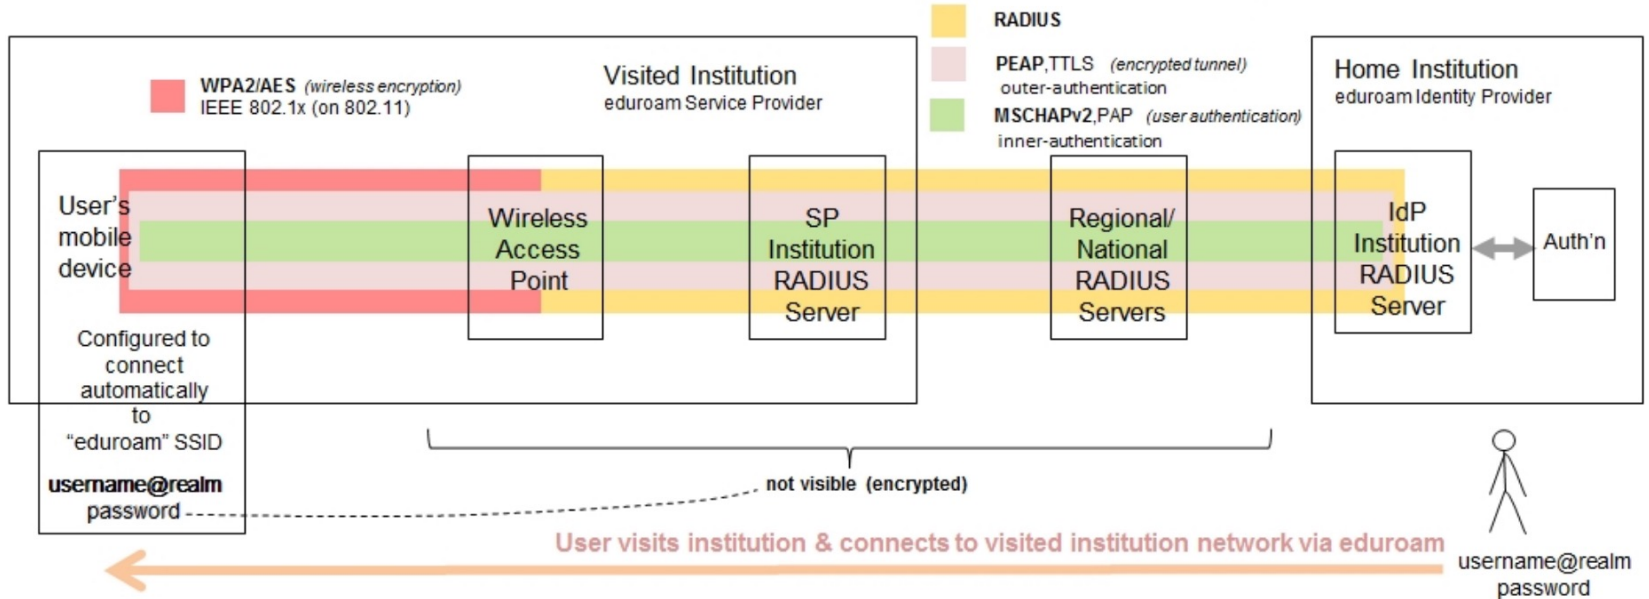 RADIUS
PEAP,TTLS (encrypted tunnel)
outer-authentication
MSCHAPv2,PAP (user authentication)
inner-authentication
WPA2/AES (wireless encryption)
IEEE 802.1x (on 802.11)
Visited Institution
eduroam Service Provider
Home Institution
eduroam Identity Provider
User's
mobile
device
Wireless
Access
Point
SP
Institution
RADIUS
Server
Regional/
National
RADIUS
Servers
IdP
Institution
RADIUS
Server
Auth'n
Configured to
connect
automatically
to
“eduroam” SSID
username@realm
password
not visible (encrypted)
User visits institution & connects to visited institution network via eduroam
username@realm
password